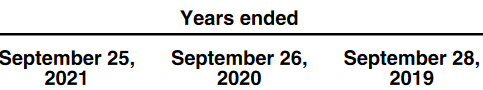 Years ended
September 25, September 26, September 28,
2021 2020 2019